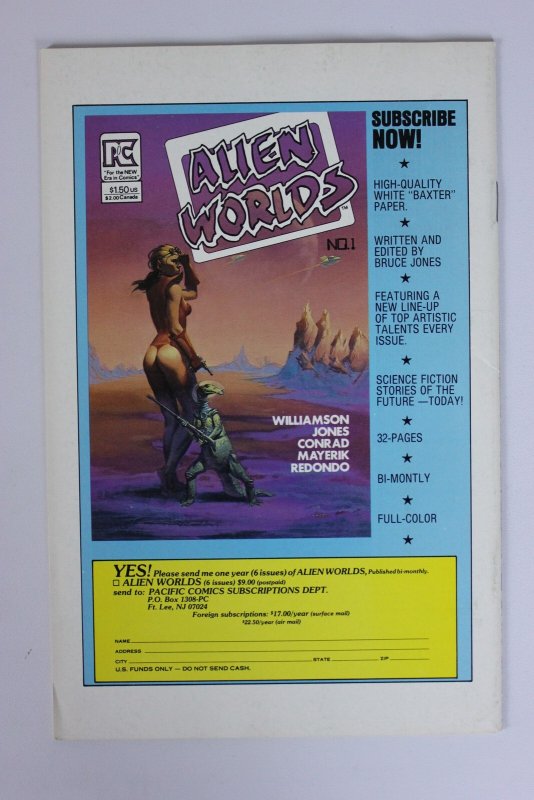 PC
"For the NEW
Era in Comics"
$1.50 US
$2.00 Canada
ALIEN
WORLDS™
NO.1
WILLIAMSON
JONES
CONRAD
MAYERIK
REDONDO
SUBSCRIBE
NOW!
HIGH-QUALITY
WHITE "BAXTER"
PAPER.
WRITTEN AND
EDITED BY
BRUCE JONES
FEATURING A
NEW LINE-UP
OF TOP ARTISTIC
TALENTS EVERY
ISSUE.
SCIENCE FICTION
STORIES OF THE
FUTURE —TODAY!
32-PAGES
BI-MONTLY
FULL-COLOR
YES! Please send me one year (6 issues) of ALIEN WORLDS, Published bi-monthly.
ALIEN WORLDS (6 issues) $9.00 (postpaid)
send to: PACIFIC COMICS SUBSCRIPTIONS DEPT.
P.O. Box 1308-PC
Ft. Lee, NJ 07024
Foreign subscriptions: $17.00/year (surface mail)
$22.50/year (air mail)
NAME
ADDRESS
CITY STATE ZIP
U.S. FUNDS ONLY — DO NOT SEND CASH.